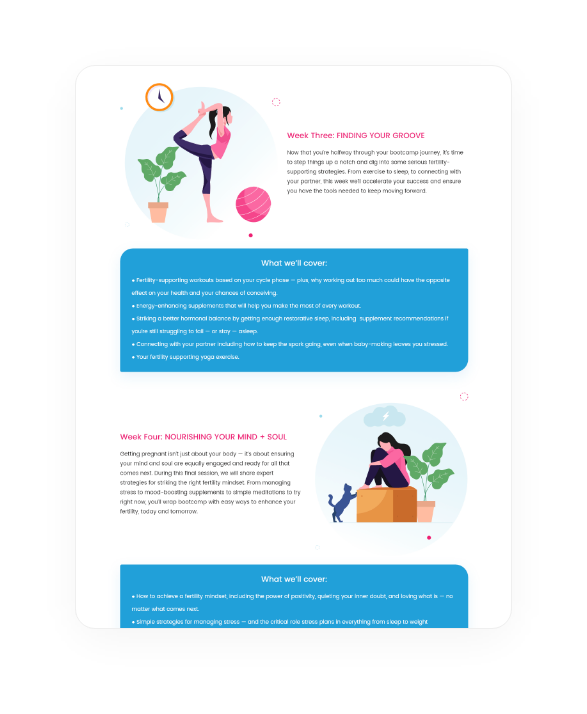 Week Three: FINDING YOUR GROOVE
Now that you're halfway through your bootcamp journey, it's time
to step things up a notch and dig into some serious fertility-
supporting strategies. From exercise to sleep, to connecting with
your partner, this week we'll accelerate your success and ensure
you have the tools needed to keep moving forward.
What we'll cover:
• Fertility-supporting workouts based on your cycle phase — plus, why working out too much could have the opposite
effect on your health and your chances of conceiving.
• Energy-enhancing supplements that will help you make the most of every workout.
• Striking a better hormonal balance by getting enough restorative sleep, including supplement recommendations if
you're still struggling to fall — or stay — asleep.
• Connecting with your partner including how to keep the spark going, even when baby-making leaves you stressed.
• Your fertility supporting yoga exercise.
Week Four: NOURISHING YOUR MIND + SOUL
Getting pregnant isn't just about your body — it's about ensuring
your mind and soul are equally engaged and ready for all that
comes next. During this final session, we will share expert
strategies for striking the right fertility mindset. From managing
stress to mood-boosting supplements to simple meditations to try
right now, you'll wrap bootcamp with easy ways to enhance your
fertility, today and tomorrow.
What we'll cover:
• How to achieve a fertility mindset, including the power of positivity, quieting your inner doubt, and loving what is — no
matter what comes next.
• Simple strategies for managing stress — and the critical role stress plans in everything from sleep to weight